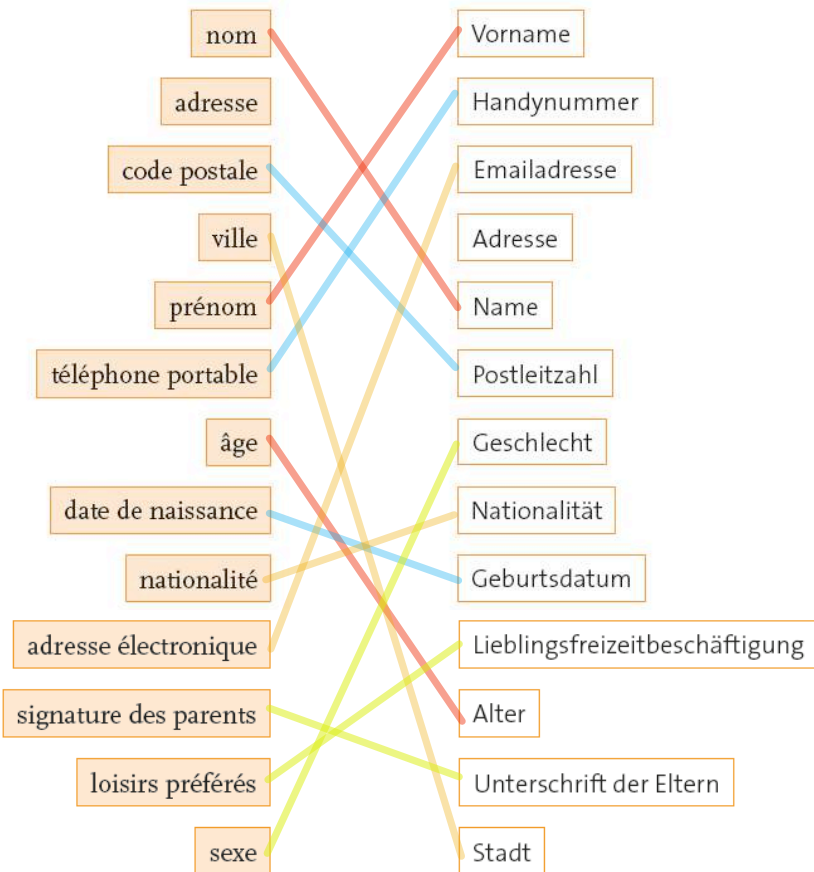 nom
Vorname
adresse
Handynummer
code postale
Emailadresse
ville
Adresse
prénom
Name
téléphone portable
Postleitzahl
âge
Geschlecht
date de naissance
Nationalität
nationalité
Geburtsdatum
adresse électronique
Lieblingsfreizeitbeschäftigung
signature des parents
Alter
loisirs préférés
Unterschrift der Eltern
sexe
Stadt